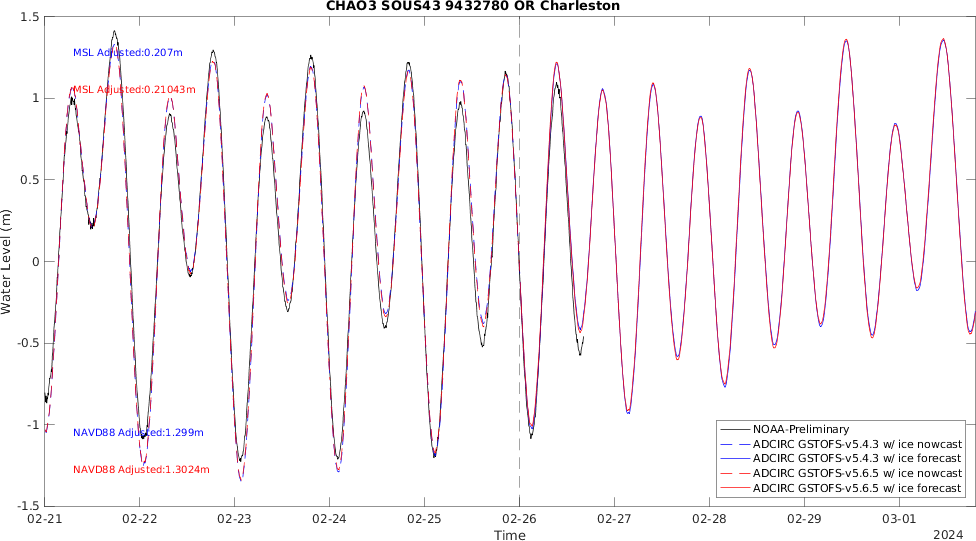 CHAO3 SOUS43 9432780 OR Charleston
1.5
1
0.5
0
-0.5
-1
-1.5
Water Level (m)
MSL Adjusted:0.207m
MSL Adjusted:0.21043m
NAVD88 Adjusted:1.299m
NAVD88 Adjusted:1.3024m
NOAA-Preliminary
ADCIRC GSTOFS-v5.4.3 w/ ice nowcast
ADCIRC GSTOFS-v5.4.3 w/ ice forecast
ADCIRC GSTOFS-v5.6.5 w/ ice nowcast
ADCIRC GSTOFS-v5.6.5 w/ ice forecast
02-21 02-22 02-23 02-24 02-25 02-26 02-27 02-28 02-29 03-01
Time
2024